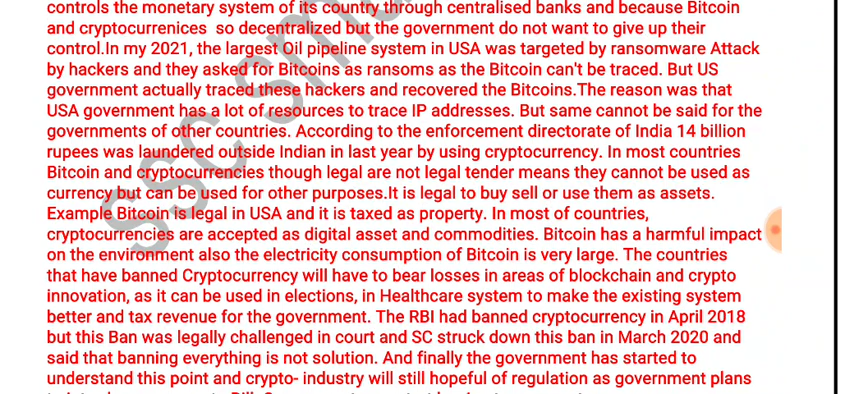 controls the monetary system of its country through centralised banks and because Bitcoin
and cryptocurrenices so decentralized but the government do not want to give up their
control.In my 2021, the largest Oil pipeline system in USA was targeted by ransomware Attack
by hackers and they asked for Bitcoins as ransoms as the Bitcoin can't be traced. But US
government actually traced these hackers and recovered the Bitcoins.The reason was that
USA government has a lot of resources to trace IP addresses. But same cannot be said for the
governments of other countries. According to the enforcement directorate of India 14 billion
rupees was laundered outside Indian in last year by using cryptocurrency. In most countries
Bitcoin and cryptocurrencies though legal are not legal tender means they cannot be used as
currency but can be used for other purposes.It is legal to buy sell or use them as assets.
Example Bitcoin is legal in USA and it is taxed as property. In most of countries,
cryptocurrencies are accepted as digital asset and commodities. Bitcoin has a harmful impact
on the environment also the electricity consumption of Bitcoin is very large. The countries
that have banned Cryptocurrency will have to bear losses in areas of blockchain and crypto
innovation, as it can be used in elections, in Healthcare system to make the existing system
better and tax revenue for the government. The RBI had banned cryptocurrency in April 2018
but this Ban was legally challenged in court and SC struck down this ban in March 2020 and
said that banning everything is not solution. And finally the government has started to
understand this point and crypto- industry will still hopeful of regulation as government plans
ssc sm